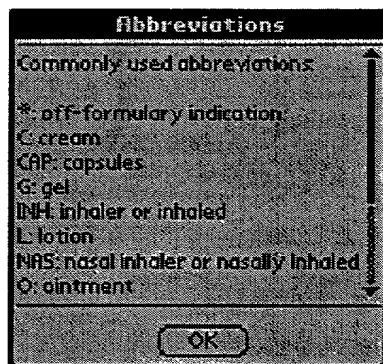 Abbreviations
Commonly used abbreviations:
*: off-formulary indication
C: cream
CAP: capsules
G: gel
INH: inhaler or inhaled
L: lotion
NAS: nasal inhaler or nasally inhaled
O: ointment
OK